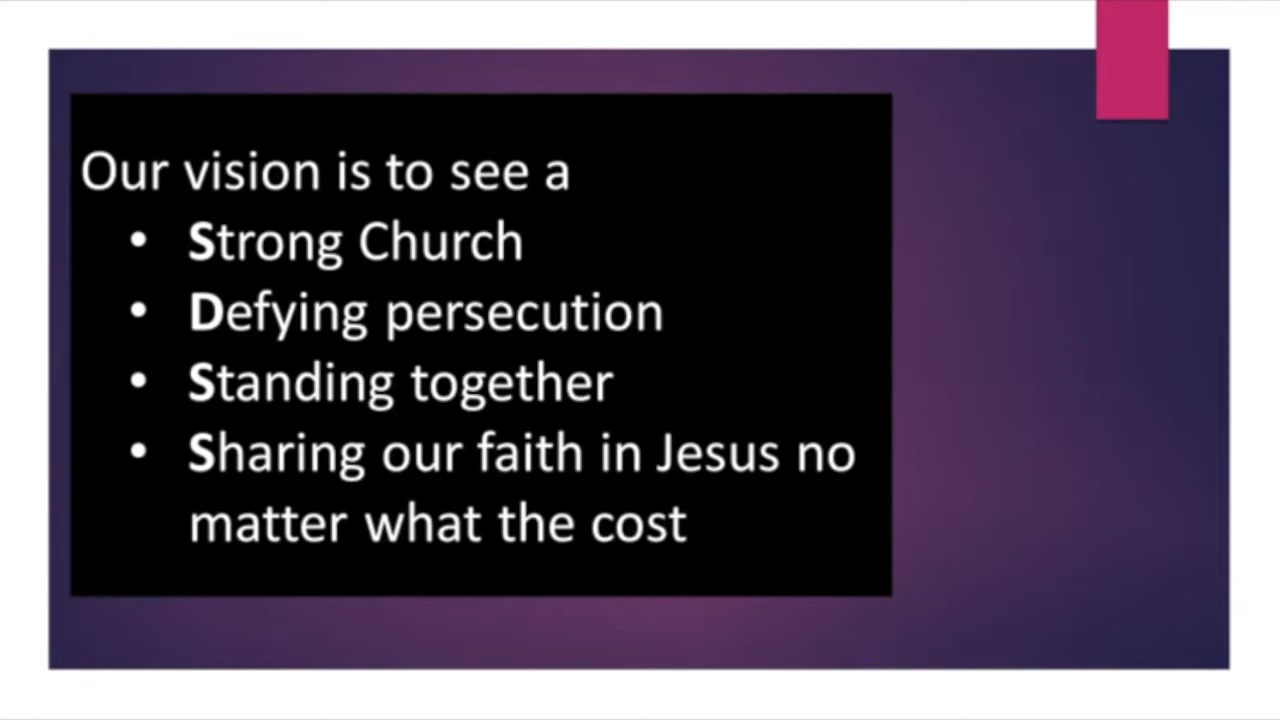 Our vision is to see a
• Strong Church
• Defying persecution
• Standing together
• Sharing our faith in Jesus no
matter what the cost